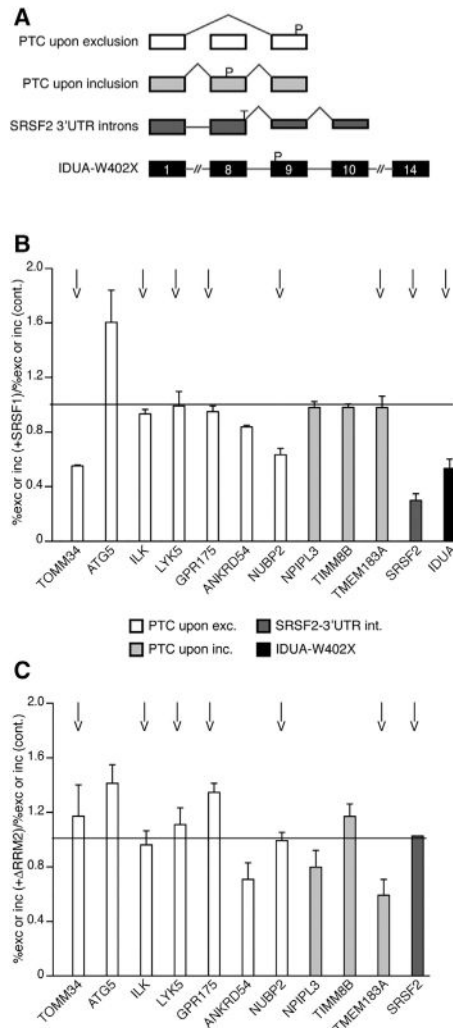 A
PTC upon exclusion
P
PTC upon inclusion
P
SRSF2 3'UTR introns
T
IDUA-W402X
P
1 // 8 9 10 // 14
B
%exc or inc (+SRSF1)/%exc or inc (cont.)
2.0
1.6
1.2
0.8
0.4
0
TOMM34 ATG5 ILK LYK5 GPR175 ANKRD54 NUBP2 NPIPL3 TIMM8B TMEM183A SRSF2 IDUA
PTC upon exc. SRSF2-3'UTR int.
PTC upon inc. IDUA-W402X
C
%exc or inc (+ΔRRM2)/%exc or inc (cont.)
2.0
1.6
1.2
0.8
0.4
0
TOMM34 ATG5 ILK LYK5 GPR175 ANKRD54 NUBP2 NPIPL3 TIMM8B TMEM183A SRSF2